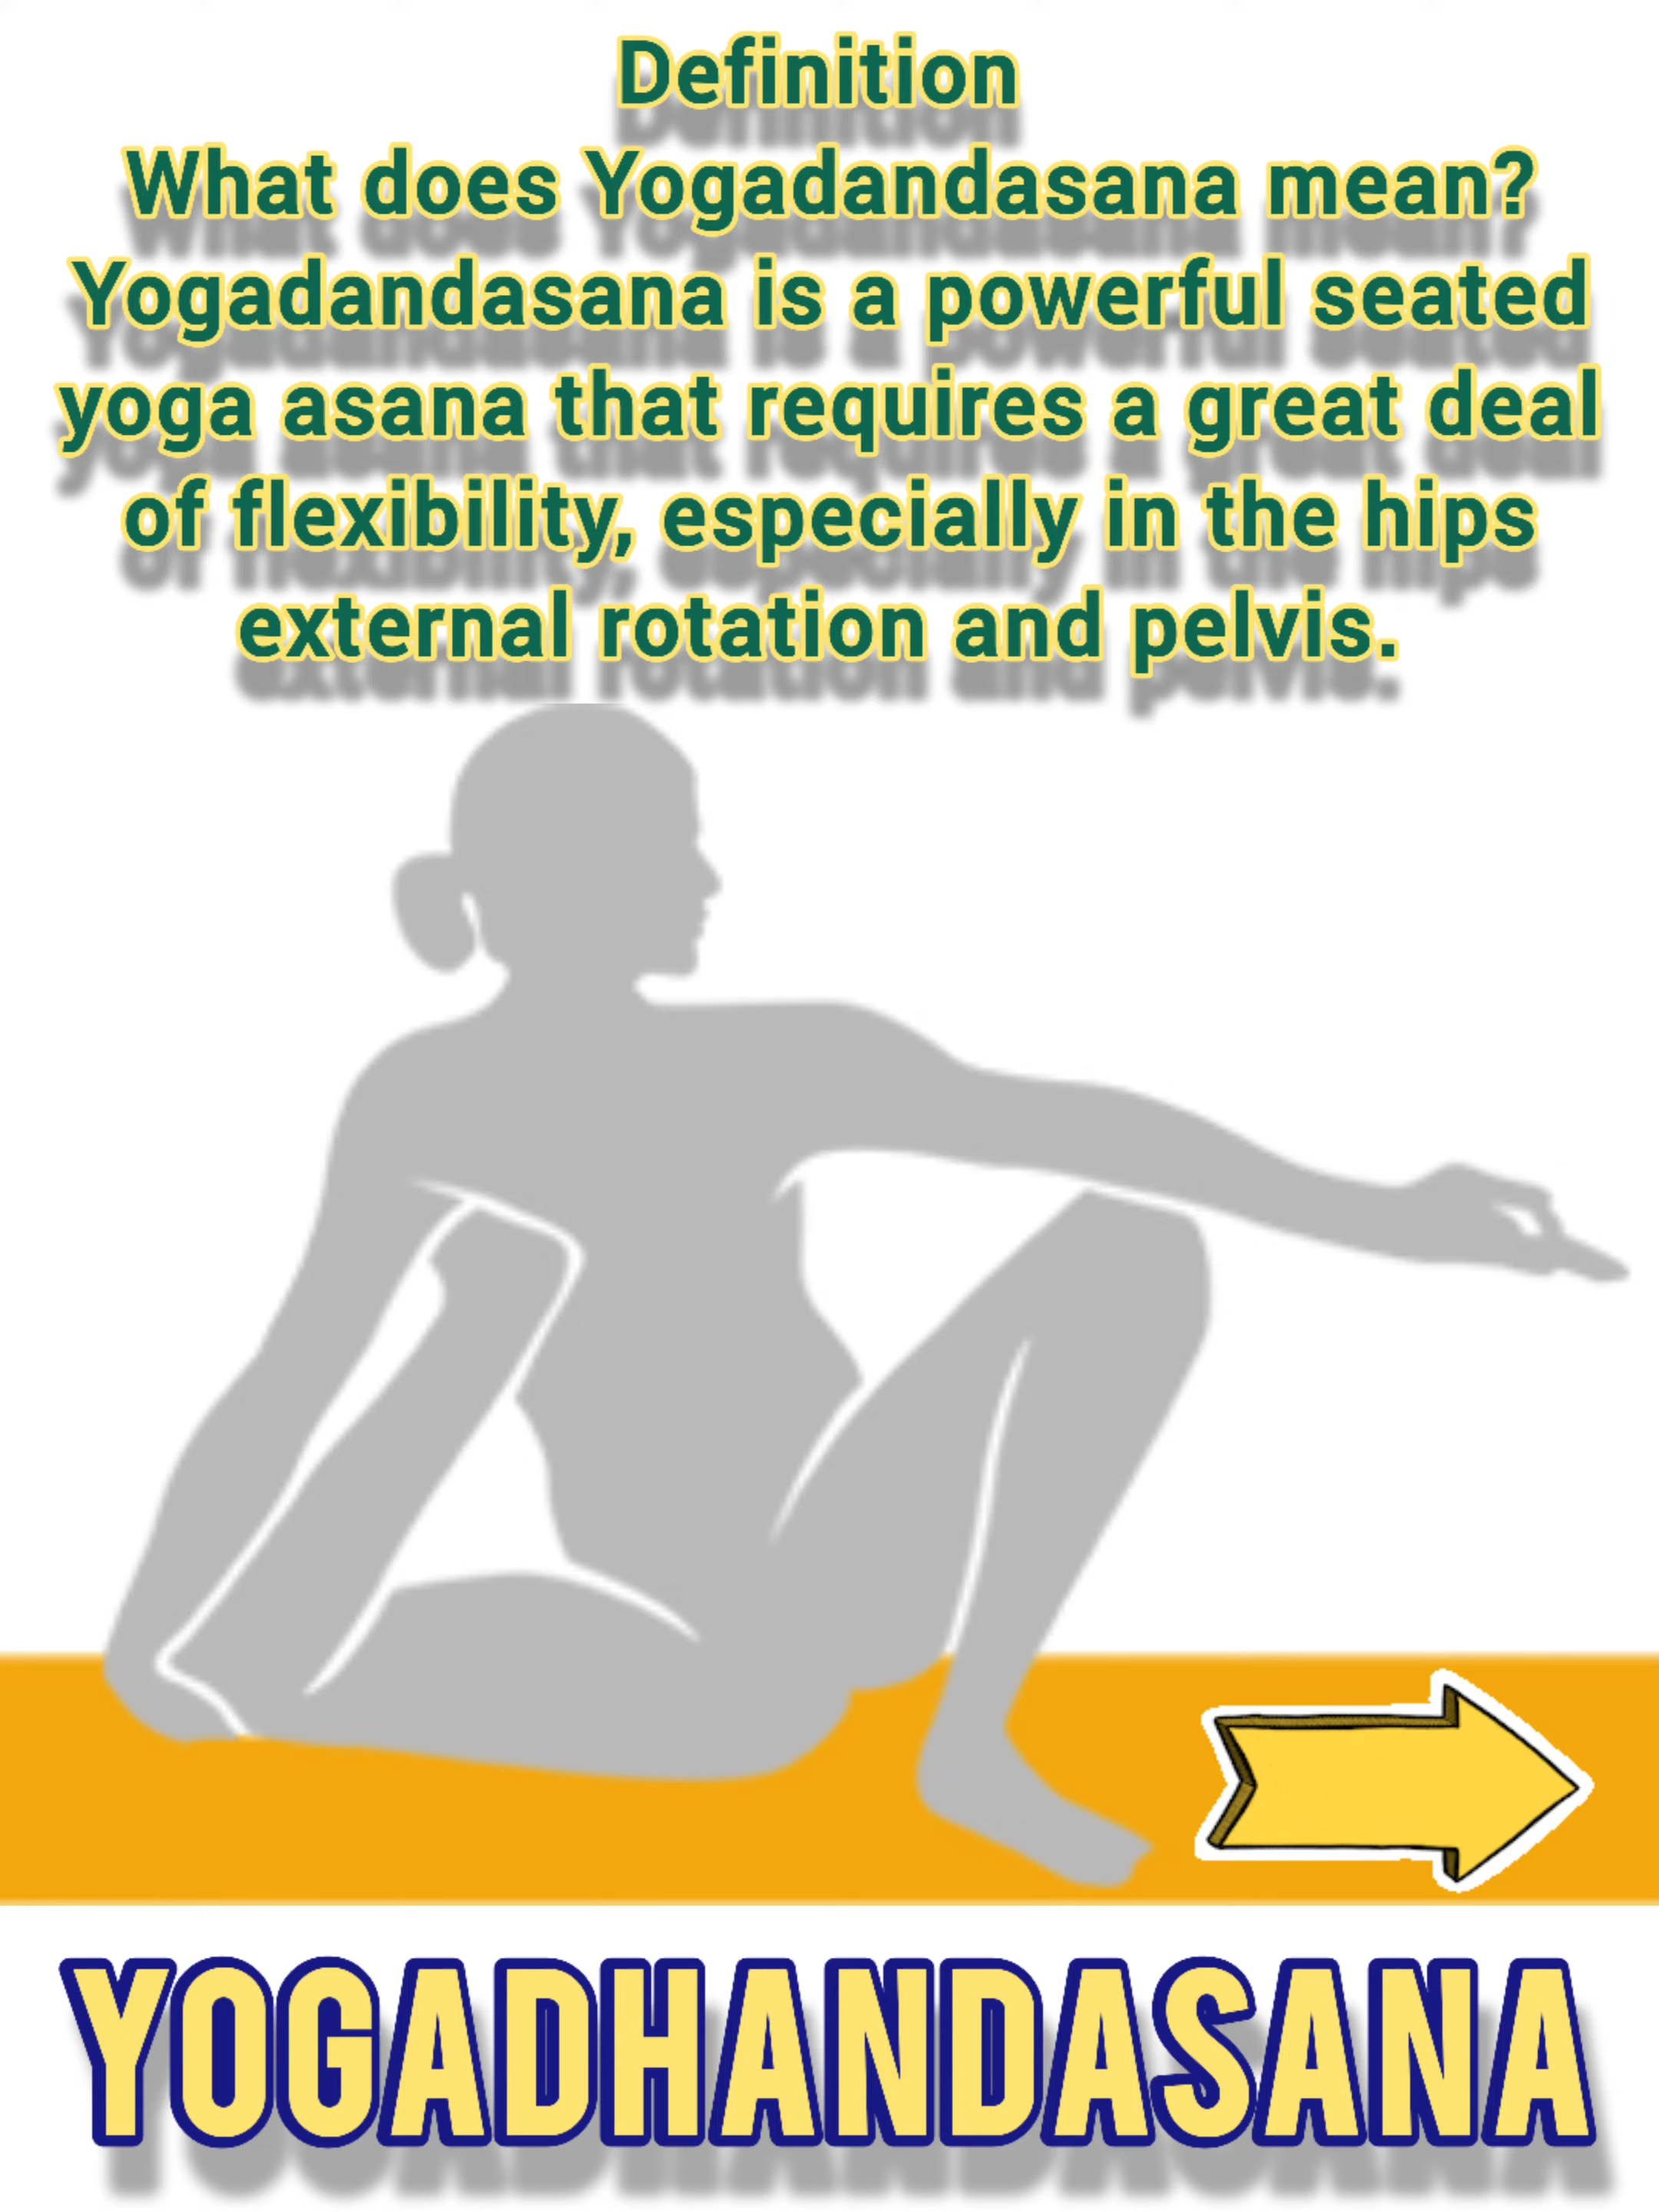 Definition
What does Yogadandasana mean?
Yogadandasana is a powerful seated
yoga asana that requires a great deal
of flexibility, especially in the hips
external rotation and pelvis.
YOGADHANDASANA